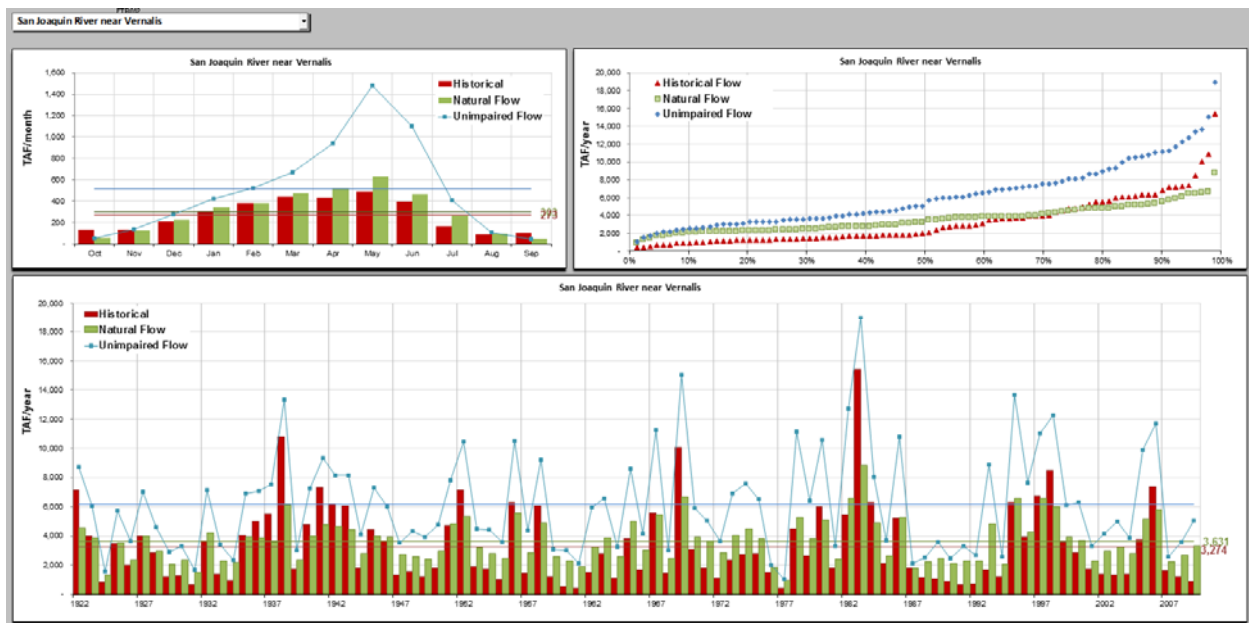 San Joaquin River near Vernalis
San Joaquin River near Vernalis
TAF/month
1,600
1,400
1,200
1,000
800
600
400
200
-
Historical
Natural Flow
Unimpaired Flow
273
Oct Nov Dec Jan Feb Mar Apr May Jun Jul Aug Sep
San Joaquin River near Vernalis
TAF/year
20,000
18,000
16,000
14,000
12,000
10,000
8,000
6,000
4,000
2,000
-
Historical Flow
Natural Flow
Unimpaired Flow
0% 10% 20% 30% 40% 50% 60% 70% 80% 90% 100%
San Joaquin River near Vernalis
TAF/year
20,000
18,000
16,000
14,000
12,000
10,000
8,000
6,000
4,000
2,000
-
Historical
Natural Flow
Unimpaired Flow
3,631
3,274
1922 1927 1932 1937 1942 1947 1952 1957 1962 1967 1972 1977 1982 1987 1992 1997 2002 2007